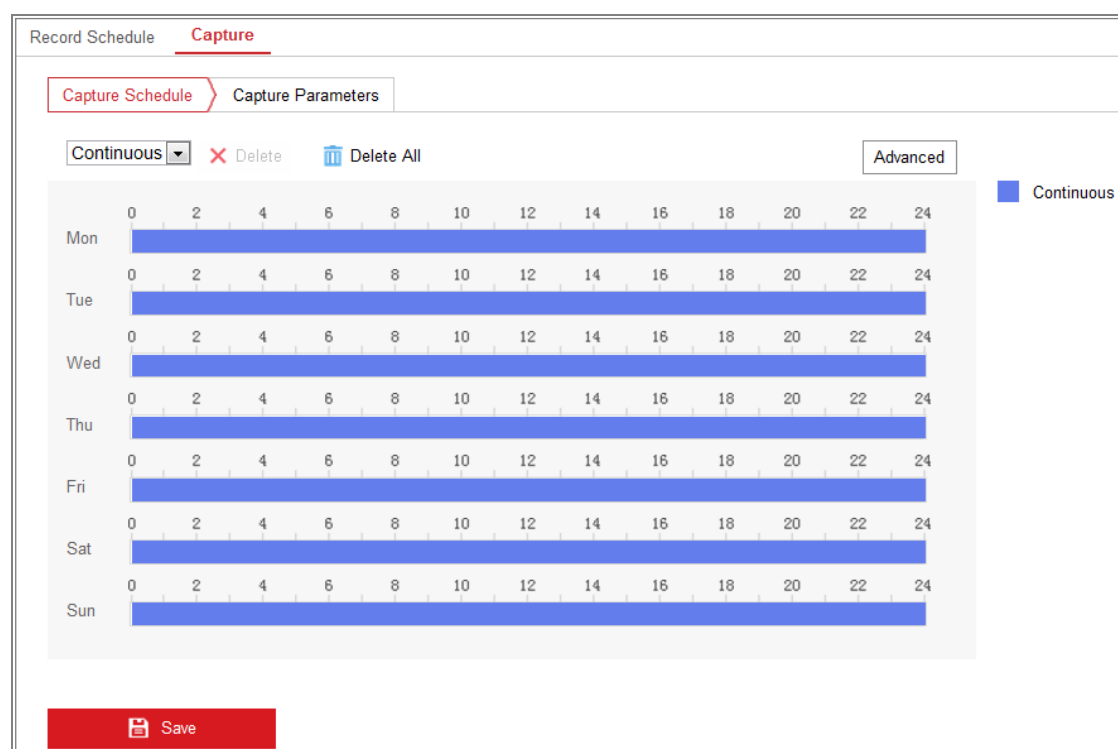 Record Schedule Capture
Capture Schedule Capture Parameters
Continuous Delete Delete All Advanced
Continuous
0 2 4 6 8 10 12 14 16 18 20 22 24
Mon
0 2 4 6 8 10 12 14 16 18 20 22 24
Tue
0 2 4 6 8 10 12 14 16 18 20 22 24
Wed
0 2 4 6 8 10 12 14 16 18 20 22 24
Thu
0 2 4 6 8 10 12 14 16 18 20 22 24
Fri
0 2 4 6 8 10 12 14 16 18 20 22 24
Sat
0 2 4 6 8 10 12 14 16 18 20 22 24
Sun
Save